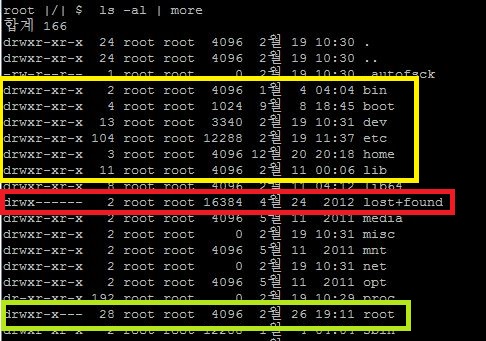 root |/| $  ls -al | more
합계 166
drwxr-xr-x  24 root root  4096  2월 19 10:30 .
drwxr-xr-x  24 root root  4096  2월 19 10:30 ..
-rw-r--r--   1 root root     0  2월 19 10:30 .autofsck
drwxr-xr-x   2 root root  4096  1월  4 04:04 bin
drwxr-xr-x   4 root root  1024  9월  8 18:45 boot
drwxr-xr-x  13 root root  3340  2월 19 10:31 dev
drwxr-xr-x 104 root root 12288  2월 19 11:37 etc
drwxr-xr-x   3 root root  4096 12월 20 20:18 home
drwxr-xr-x  11 root root  4096  2월 11 00:06 lib
drwxr-xr-x   8 root root  4096  2월 11 04:12 lib64
drwx------   2 root root 16384  4월 24  2012 lost+found
drwxr-xr-x   2 root root  4096  5월 11  2011 media
drwxr-xr-x   2 root root     0  2월 19 10:31 misc
drwxr-xr-x   2 root root  4096  5월 11  2011 mnt
drwxr-xr-x   2 root root     0  2월 19 10:31 net
drwxr-xr-x   2 root root  4096  5월 11  2011 opt
dr-xr-xr-x 192 root root     0  2월 19 10:29 proc
drwxr-x---  28 root root  4096  2월 26 19:11 root
drwxr-xr-x   2 root root 12288